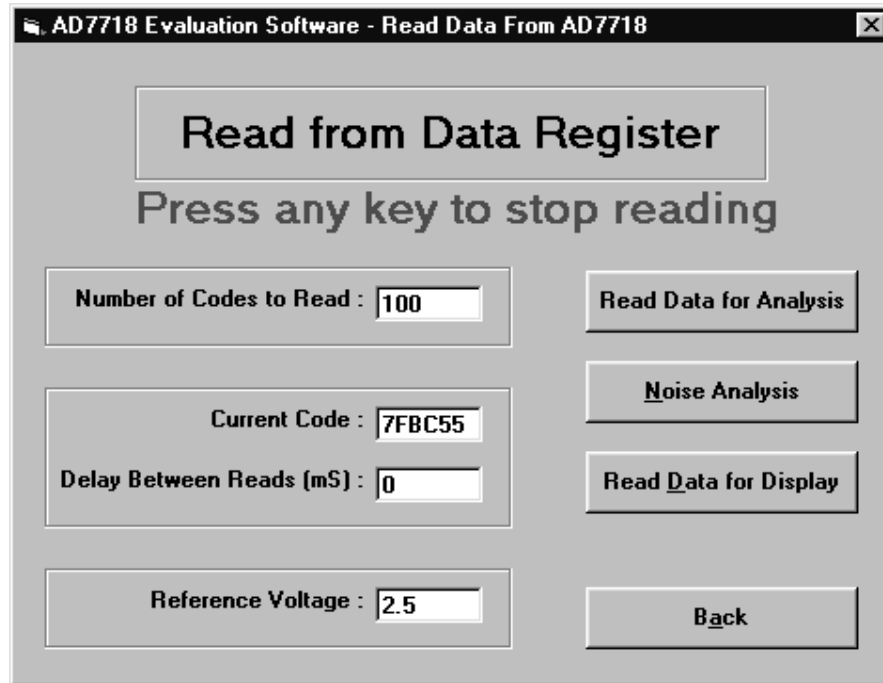 AD7718 Evaluation Software - Read Data From AD7718
Read from Data Register
Press any key to stop reading
Number of Codes to Read : 100
Read Data for Analysis
Noise Analysis
Current Code : 7FBC55
Delay Between Reads (mS) : 0
Read Data for Display
Reference Voltage : 2.5
Back